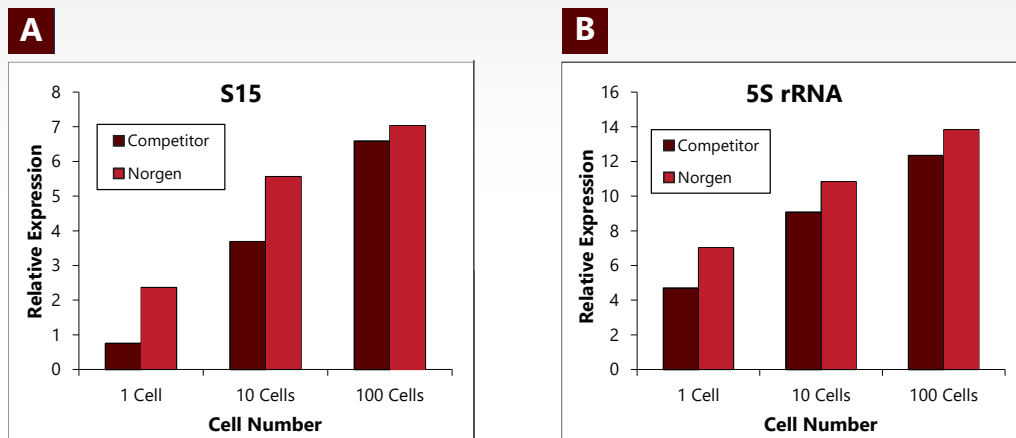 A
S15
8
7
6
5
4
3
2
1
0
Relative Expression
Competitor
Norgen
1 Cell 10 Cells 100 Cells
Cell Number
B
5S rRNA
16
14
12
10
8
6
4
2
0
Relative Expression
Competitor
Norgen
1 Cell 10 Cells 100 Cells
Cell Number